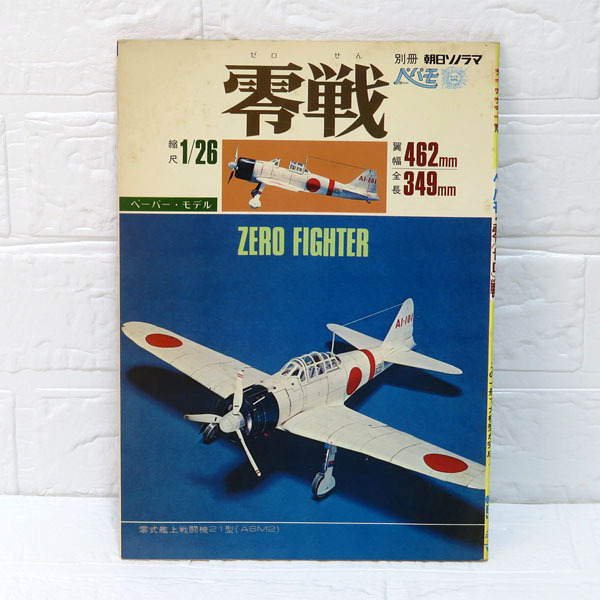 ゼロ せん
零戦
別冊 朝日ソノラマ
ペパモ
縮尺 1/26
AI-101
翼幅 462mm
全長 349mm
ペーパー・モデル
ZERO FIGHTER
AI-101
零式艦上戦闘機21型(A6M2)